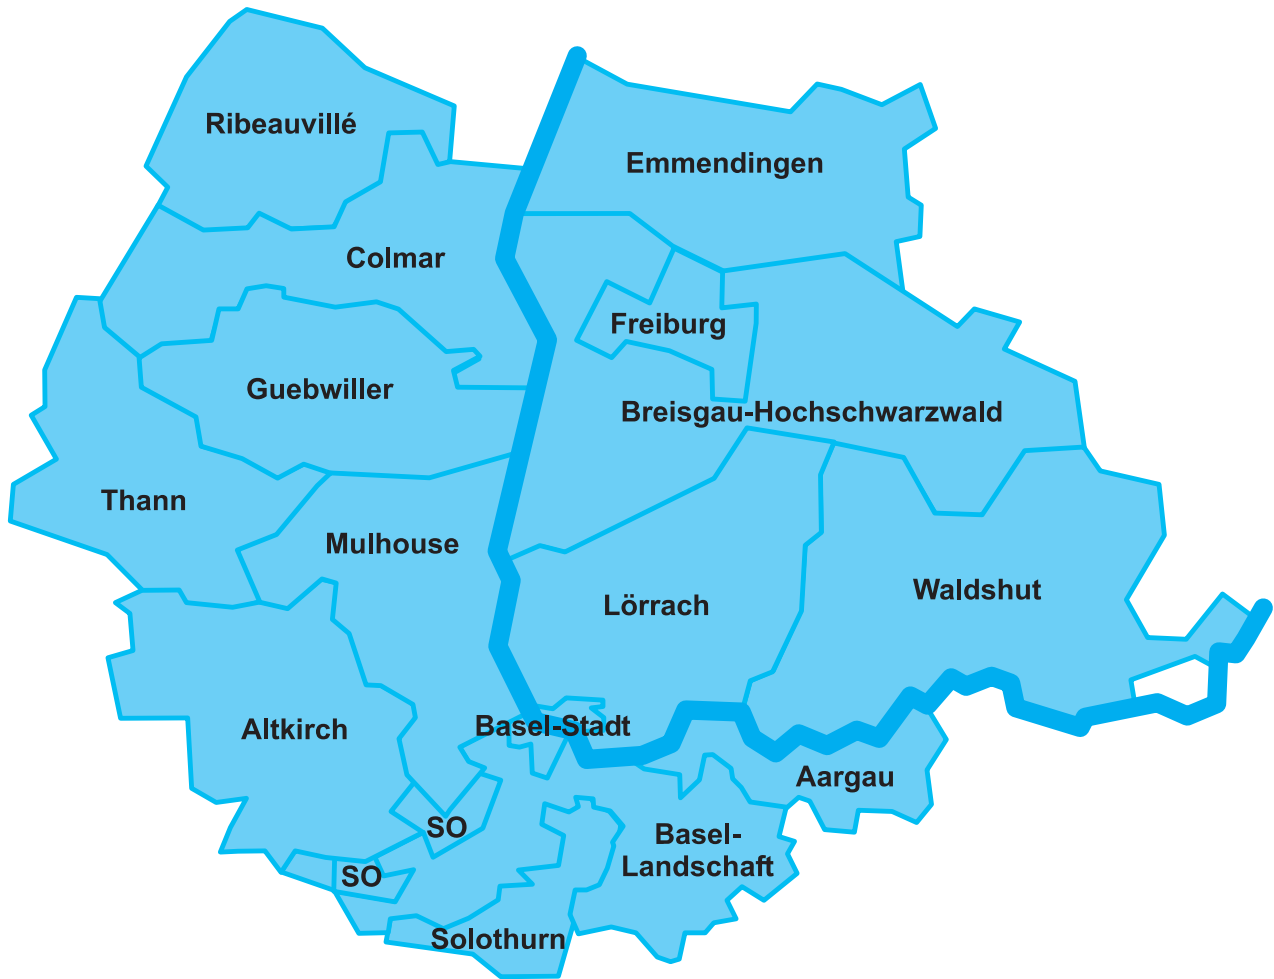 Ribeauvillé
Emmendingen
Colmar
Freiburg
Guebwiller
Breisgau-Hochschwarzwald
Thann
Mulhouse
Lörrach
Waldshut
Altkirch
Basel-Stadt
Aargau
SO
Basel-
Landschaft
SO
Solothurn